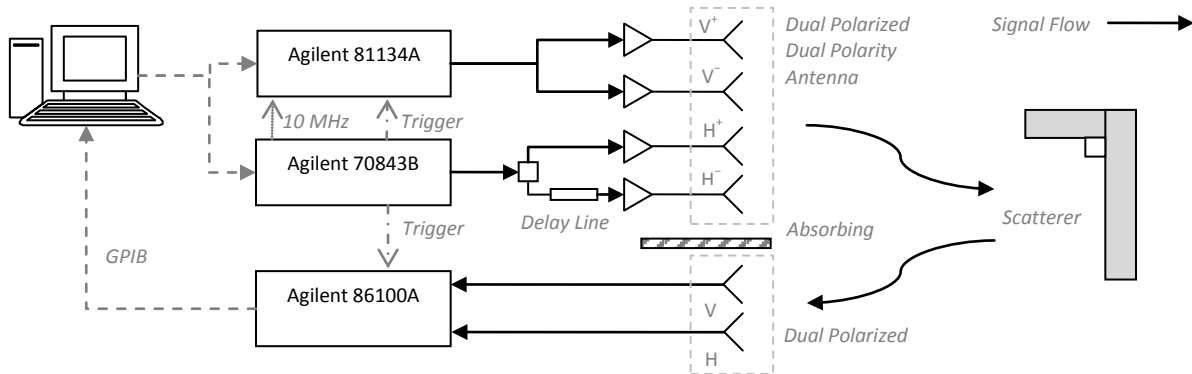 Agilent 81134A
V⁺
Dual Polarized
Dual Polarity
Antenna
V⁻
Signal Flow
10 MHz
Trigger
H⁺
Agilent 70843B
H⁻
Delay Line
Scatterer
Trigger
Absorbing
GPIB
Agilent 86100A
V
H
Dual Polarized